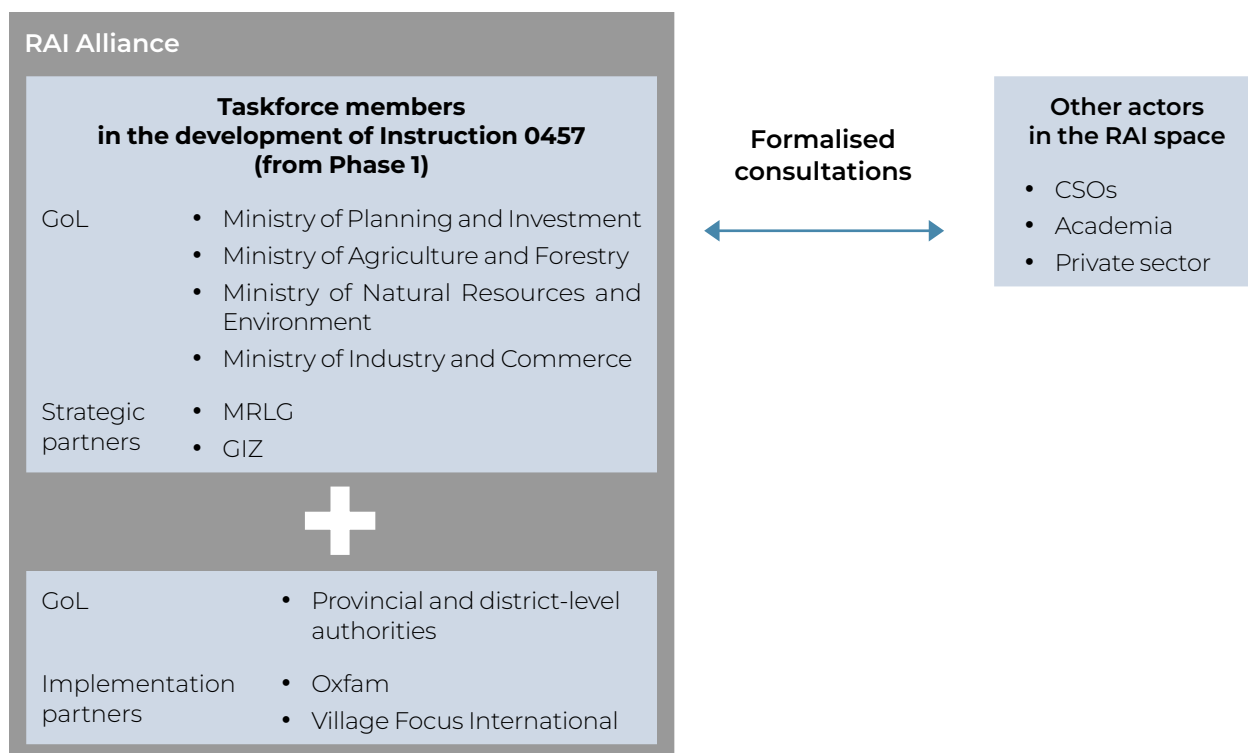 RAI Alliance
Taskforce members
in the development of Instruction 0457
(from Phase 1)
GoL
• Ministry of Planning and Investment
• Ministry of Agriculture and Forestry
• Ministry of Natural Resources and
Environment
• Ministry of Industry and Commerce
Strategic
partners
• MRLG
• GIZ
GoL
• Provincial and district-level
authorities
Implementation
partners
• Oxfam
• Village Focus International
Formalised
consultations
Other actors
in the RAI space
• CSOs
• Academia
• Private sector